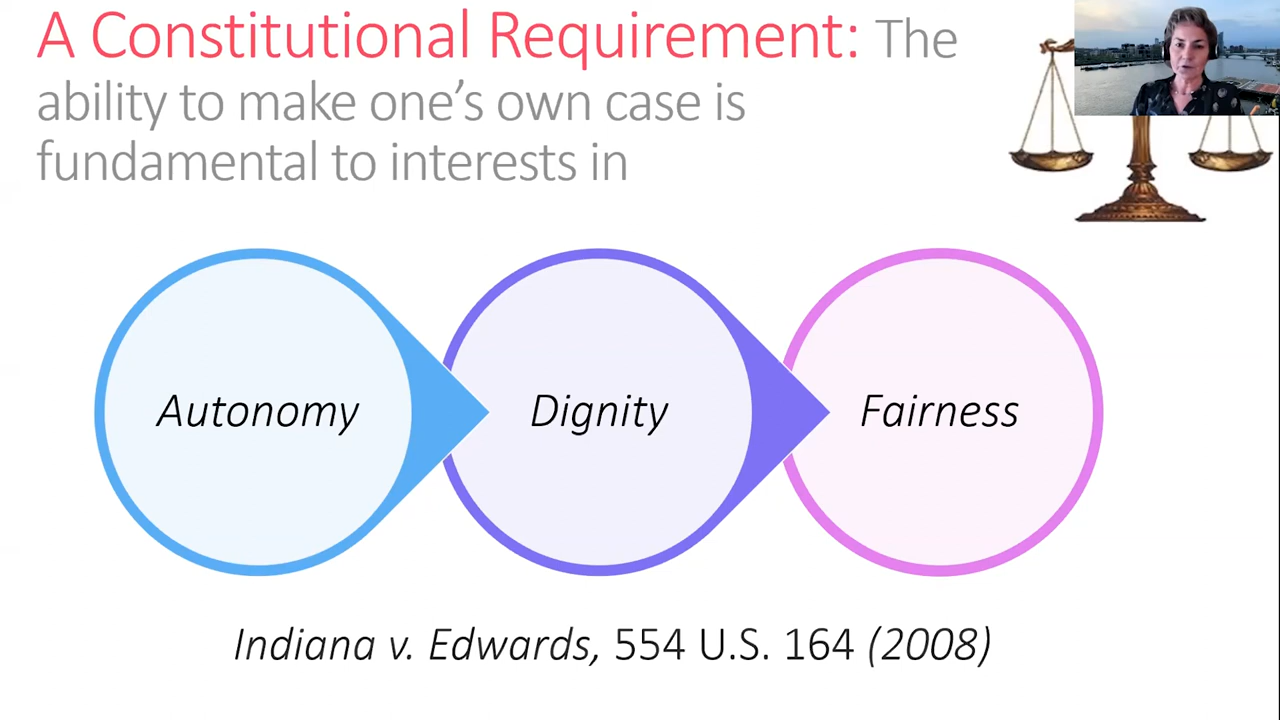 A Constitutional Requirement: The
ability to make one’s own case is
fundamental to interests in
Autonomy
Dignity
Fairness
Indiana v. Edwards, 554 U.S. 164 (2008)